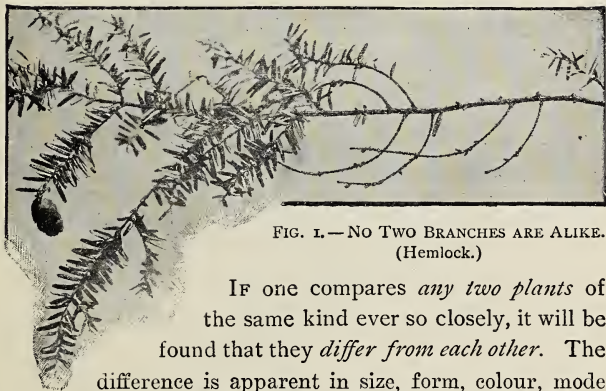 FIG. 1.—NO TWO BRANCHES ARE ALIKE.
(Hemlock.)
IF one compares any two plants of
the same kind ever so closely, it will be
found that they differ from each other. The
difference is apparent in size, form, colour, mode